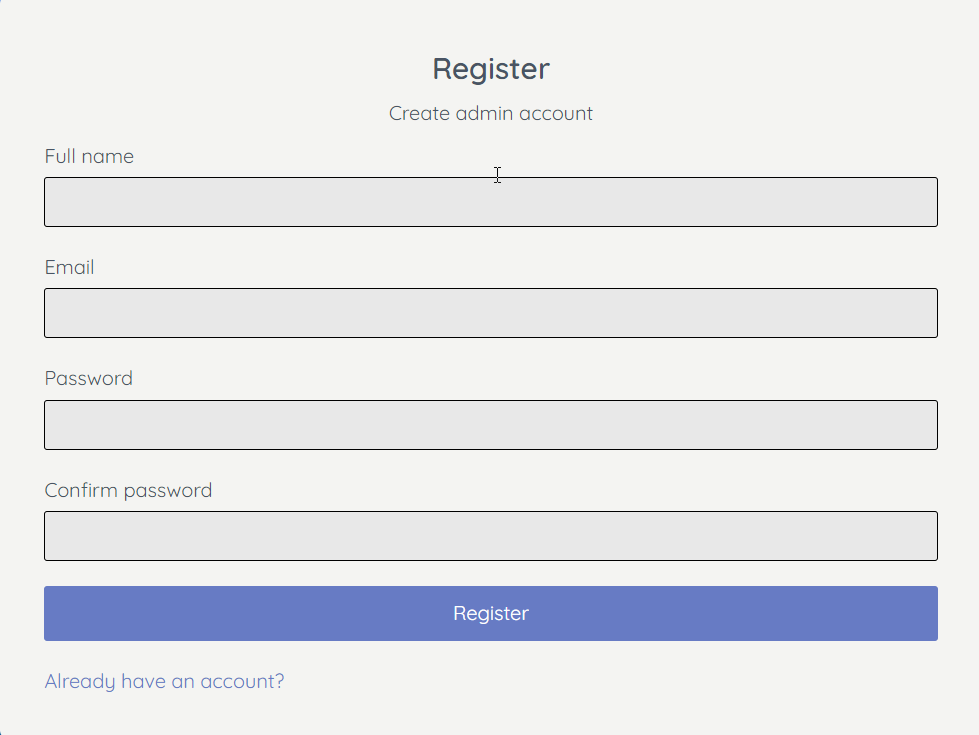 Register
Create admin account
Full name
Email
Password
Confirm password
Register
Already have an account?